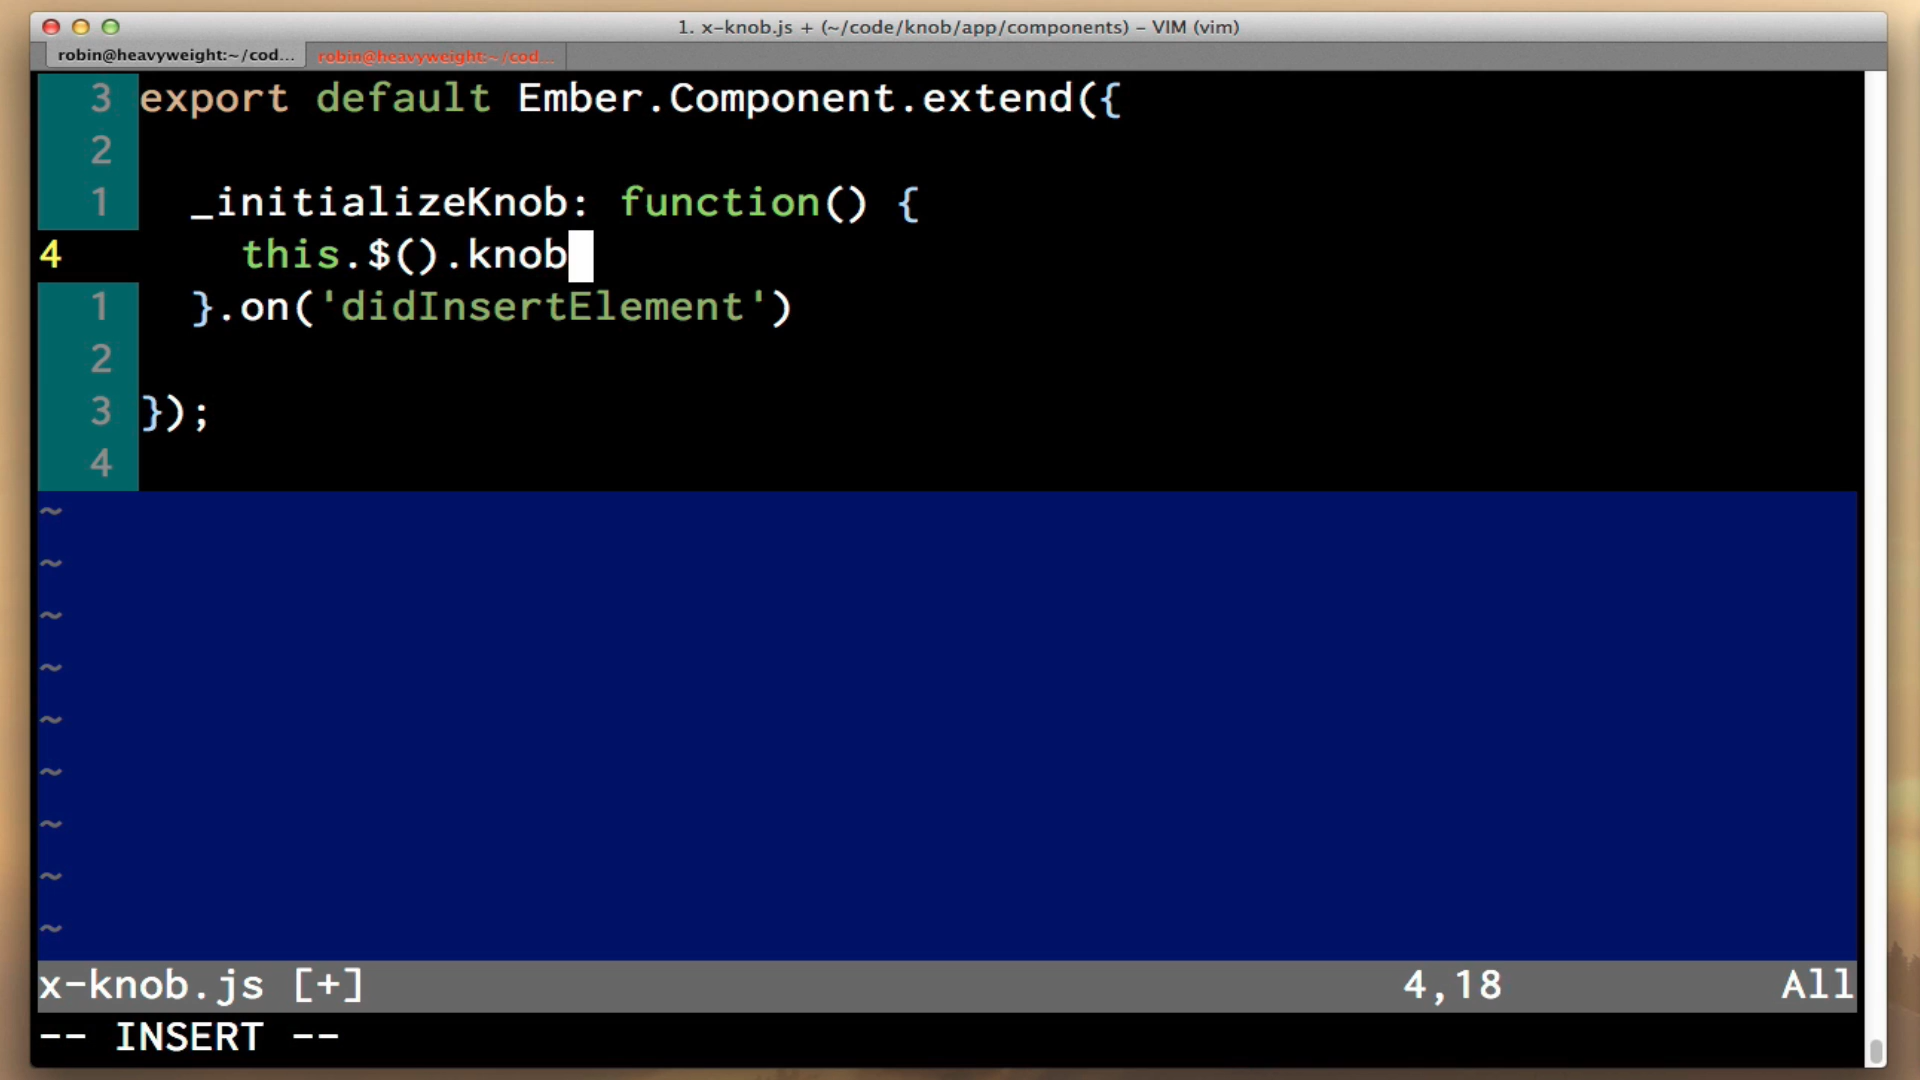 1. x-knob.js + (~/code/knob/app/components) – VIM (vim)
robin@heavyweight:~/cod... robin@heavyweight:~/cod...
3 export default Ember.Component.extend({
2
1   _initializeKnob: function() {
4     this.$().knob
1   }.on('didInsertElement')
2
3 });
4
~
~
~
~
~
~
~
~
~
x-knob.js [+] 4,18 All
-- INSERT --